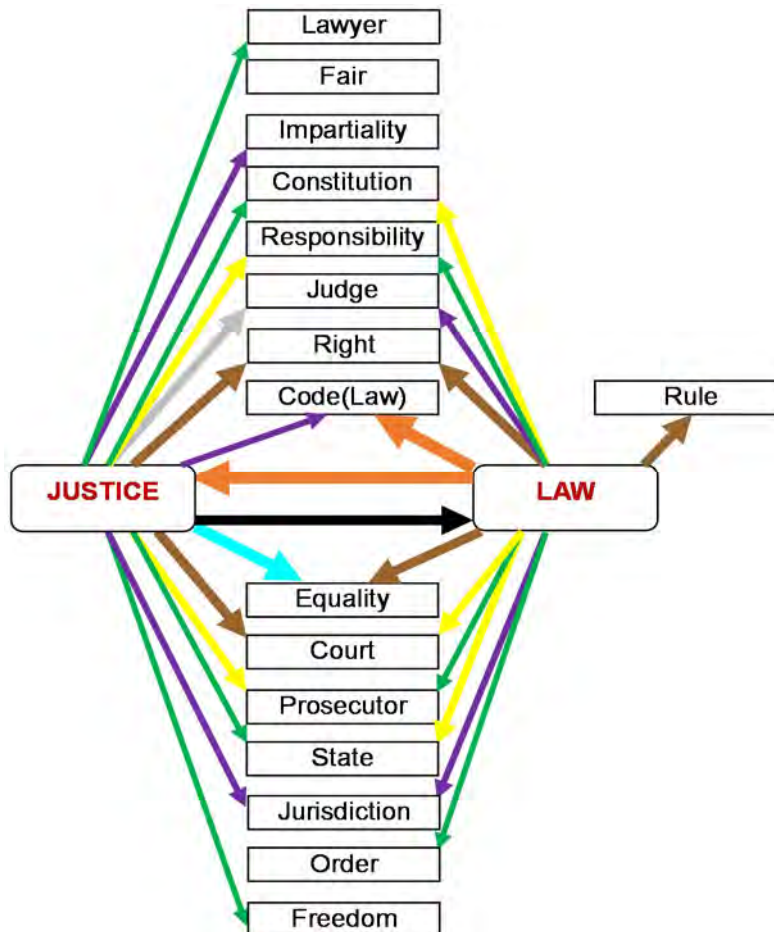 Lawyer
Fair
Impartiality
Constitution
Responsibility
Judge
Right
Code(Law)
Rule
JUSTICE
LAW
Equality
Court
Prosecutor
State
Jurisdiction
Order
Freedom